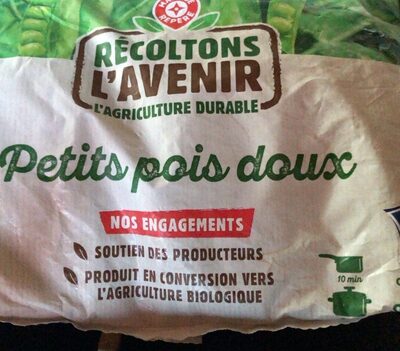 REPÈRE
RÉCOLTONS
L'AVENIR
L'AGRICULTURE DURABLE
Petits pois doux
NOS ENGAGEMENTS
SOUTIEN DES PRODUCTEURS
PRODUIT EN CONVERSION VERS
L'AGRICULTURE BIOLOGIQUE
10 min